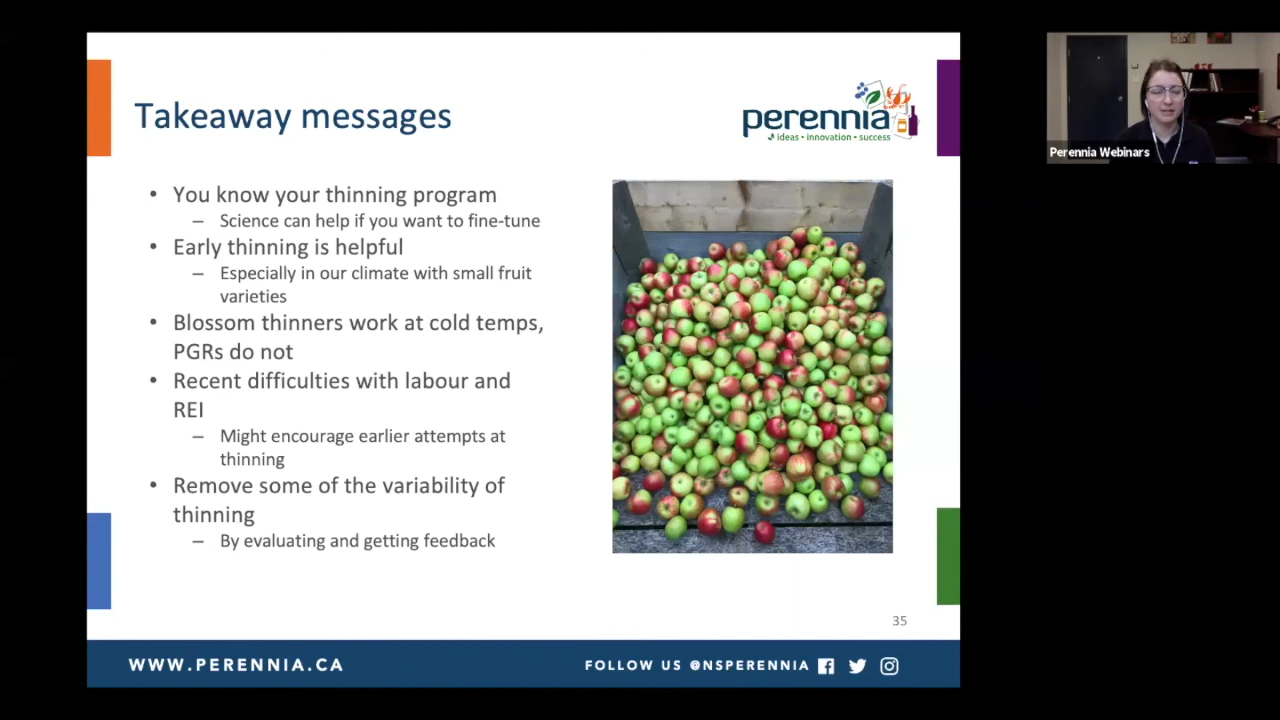 Takeaway messages
perennia
ideas • innovation • success
• You know your thinning program
– Science can help if you want to fine-tune
• Early thinning is helpful
– Especially in our climate with small fruit
varieties
• Blossom thinners work at cold temps,
PGRs do not
• Recent difficulties with labour and
REI
– Might encourage earlier attempts at
thinning
• Remove some of the variability of
thinning
– By evaluating and getting feedback
35
WWW.PERENNIA.CA
FOLLOW US @NSPERENNIA
Perennia Webinars